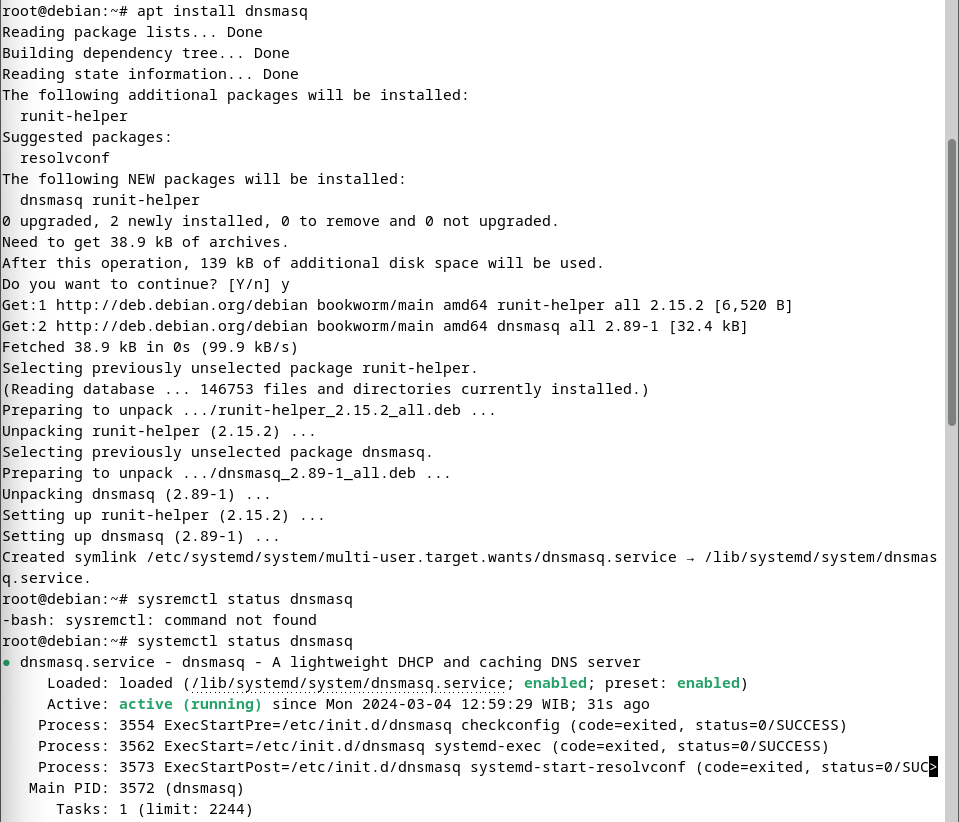 root@debian:~# apt install dnsmasq
Reading package lists... Done
Building dependency tree... Done
Reading state information... Done
The following additional packages will be installed:
  runit-helper
Suggested packages:
  resolvconf
The following NEW packages will be installed:
  dnsmasq runit-helper
0 upgraded, 2 newly installed, 0 to remove and 0 not upgraded.
Need to get 38.9 kB of archives.
After this operation, 139 kB of additional disk space will be used.
Do you want to continue? [Y/n] y
Get:1 http://deb.debian.org/debian bookworm/main amd64 runit-helper all 2.15.2 [6,520 B]
Get:2 http://deb.debian.org/debian bookworm/main amd64 dnsmasq all 2.89-1 [32.4 kB]
Fetched 38.9 kB in 0s (99.9 kB/s)
Selecting previously unselected package runit-helper.
(Reading database ... 146753 files and directories currently installed.)
Preparing to unpack .../runit-helper_2.15.2_all.deb ...
Unpacking runit-helper (2.15.2) ...
Selecting previously unselected package dnsmasq.
Preparing to unpack .../dnsmasq_2.89-1_all.deb ...
Unpacking dnsmasq (2.89-1) ...
Setting up runit-helper (2.15.2) ...
Setting up dnsmasq (2.89-1) ...
Created symlink /etc/systemd/system/multi-user.target.wants/dnsmasq.service → /lib/systemd/system/dnsmas
q.service.
root@debian:~# sysremctl status dnsmasq
-bash: sysremctl: command not found
root@debian:~# systemctl status dnsmasq
● dnsmasq.service - dnsmasq - A lightweight DHCP and caching DNS server
     Loaded: loaded (/lib/systemd/system/dnsmasq.service; enabled; preset: enabled)
     Active: active (running) since Mon 2024-03-04 12:59:29 WIB; 31s ago
    Process: 3554 ExecStartPre=/etc/init.d/dnsmasq checkconfig (code=exited, status=0/SUCCESS)
    Process: 3562 ExecStart=/etc/init.d/dnsmasq systemd-exec (code=exited, status=0/SUCCESS)
    Process: 3573 ExecStartPost=/etc/init.d/dnsmasq systemd-start-resolvconf (code=exited, status=0/SUC>
   Main PID: 3572 (dnsmasq)
      Tasks: 1 (limit: 2244)